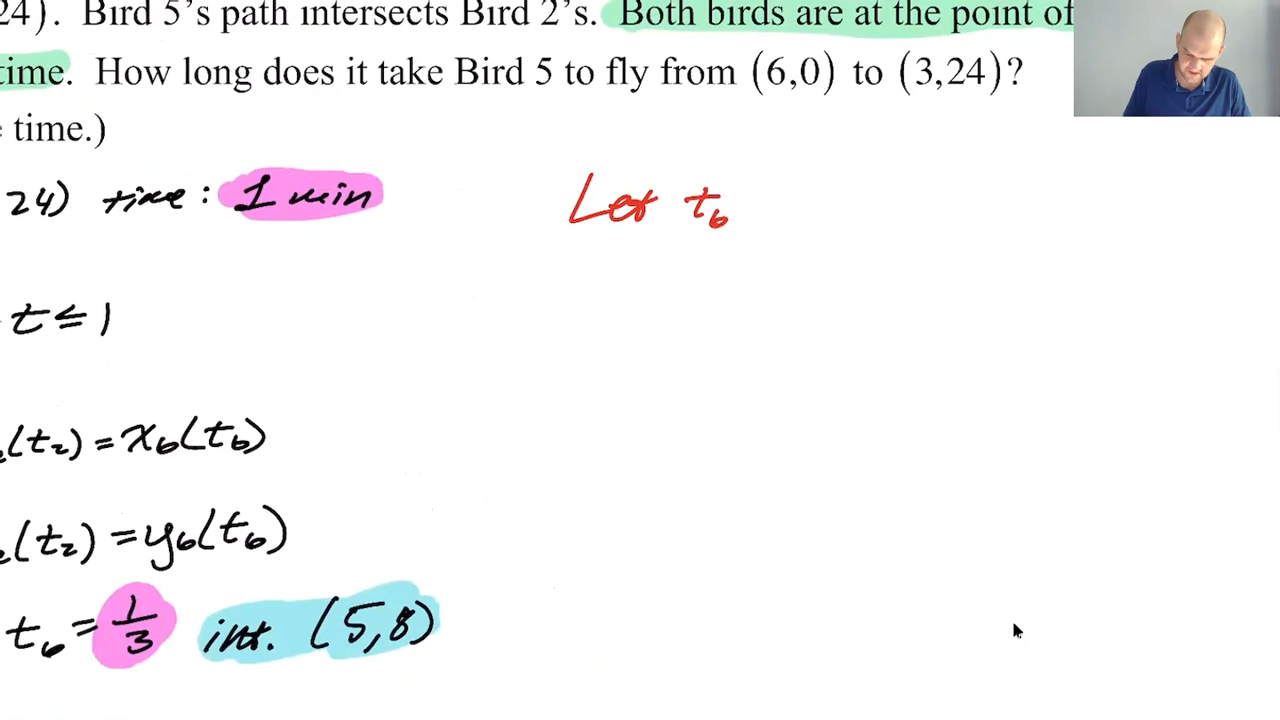 24). Bird 5's path intersects Bird 2's. Both birds are at the point of
time. How long does it take Bird 5 to fly from (6,0) to (3,24)?
time.)
24) time: 1 min
Let t₆
t ≤ 1
(t₂) = x₆(t₆)
(t₂) = y₆(t₆)
t₆ = 1/3 int. (5,8)